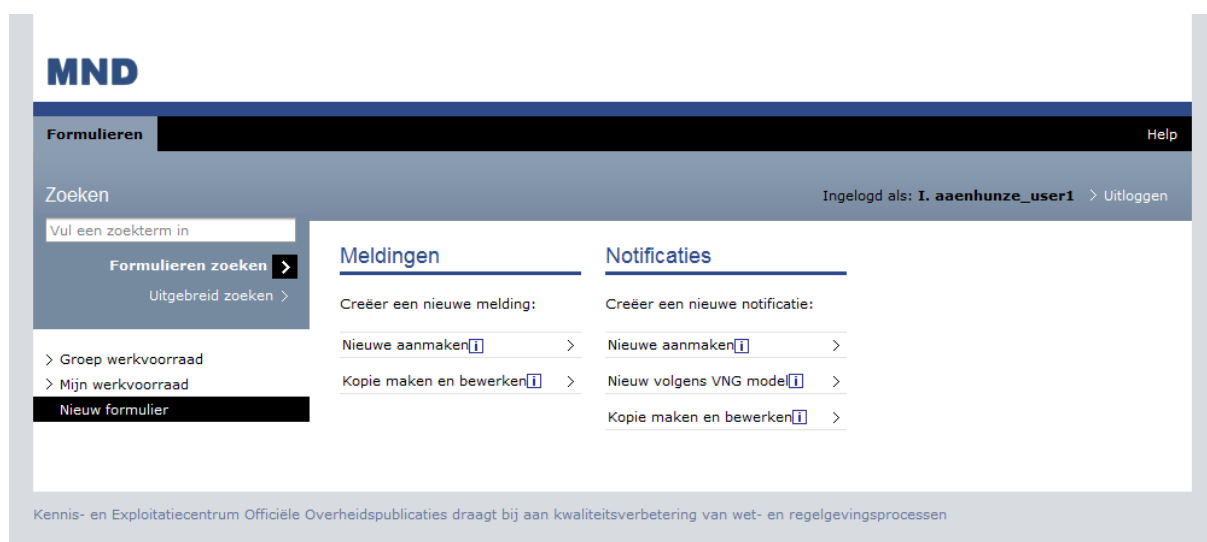 MND
Formulieren
Help
Zoeken
Ingelogd als: I. aaenhunze_user1 > Uitloggen
Vul een zoekterm in
Formulieren zoeken >
Uitgebreid zoeken >
> Groep werkvoorraad
> Mijn werkvoorraad
Nieuw formulier
Meldingen
Creëer een nieuwe melding:
Nieuwe aanmaken i >
Kopie maken en bewerken i >
Notificaties
Creëer een nieuwe notificatie:
Nieuwe aanmaken i >
Nieuw volgens VNG model i >
Kopie maken en bewerken i >
Kennis- en Exploitatiecentrum Officiële Overheidspublicaties draagt bij aan kwaliteitsverbetering van wet- en regelgevingsprocessen